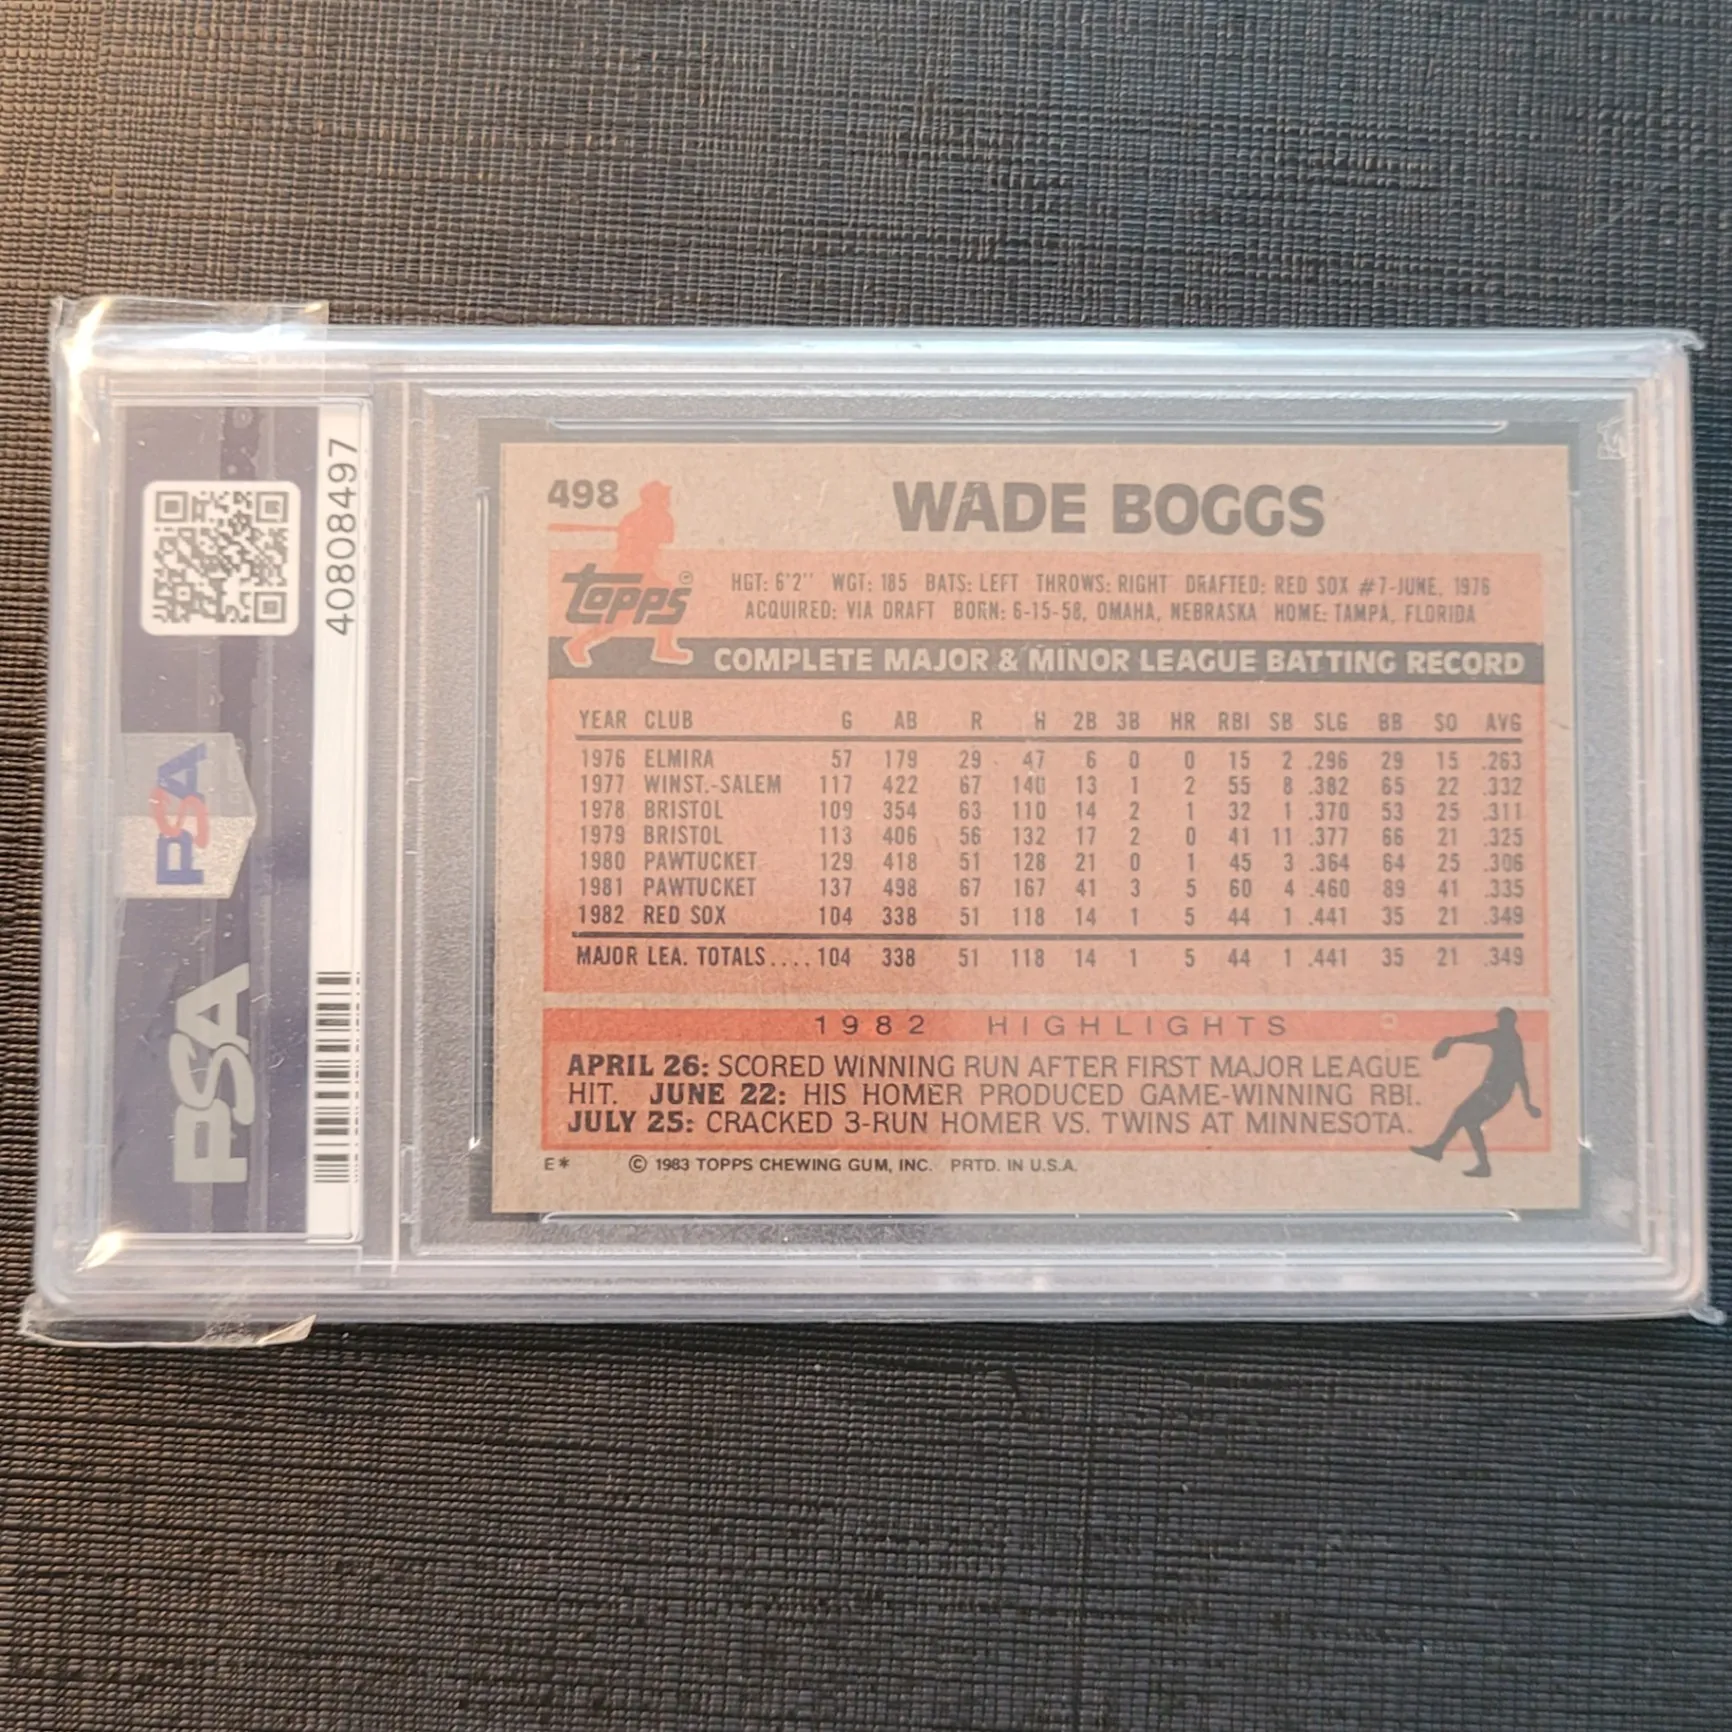 40808497
PSA
PSA
498
WADE BOGGS
Topps
HGT: 6'2" WGT: 185 BATS: LEFT THROWS: RIGHT DRAFTED: RED SOX #7-JUNE, 1976
ACQUIRED: VIA DRAFT BORN: 6-15-58, OMAHA, NEBRASKA HOME: TAMPA, FLORIDA
COMPLETE MAJOR & MINOR LEAGUE BATTING RECORD
YEAR CLUB G AB R H 2B 3B HR RBI SB SLG BB SO AVG
1976 ELMIRA 57 179 29 47 6 0 0 15 2 .296 29 15 .263
1977 WINST.-SALEM 117 422 67 140 13 1 2 55 8 .382 65 22 .332
1978 BRISTOL 109 354 63 110 14 2 1 32 1 .370 53 25 .311
1979 BRISTOL 113 406 56 132 17 2 0 41 11 .377 66 21 .325
1980 PAWTUCKET 129 418 51 128 21 0 1 45 3 .364 64 25 .306
1981 PAWTUCKET 137 498 67 167 41 3 5 60 4 .460 89 41 .335
1982 RED SOX 104 338 51 118 14 1 5 44 1 .441 35 21 .349
MAJOR LEA. TOTALS.... 104 338 51 118 14 1 5 44 1 .441 35 21 .349
1982 HIGHLIGHTS
APRIL 26: SCORED WINNING RUN AFTER FIRST MAJOR LEAGUE
HIT. JUNE 22: HIS HOMER PRODUCED GAME-WINNING RBI.
JULY 25: CRACKED 3-RUN HOMER VS. TWINS AT MINNESOTA.
E* © 1983 TOPPS CHEWING GUM, INC. PRTD. IN U.S.A.